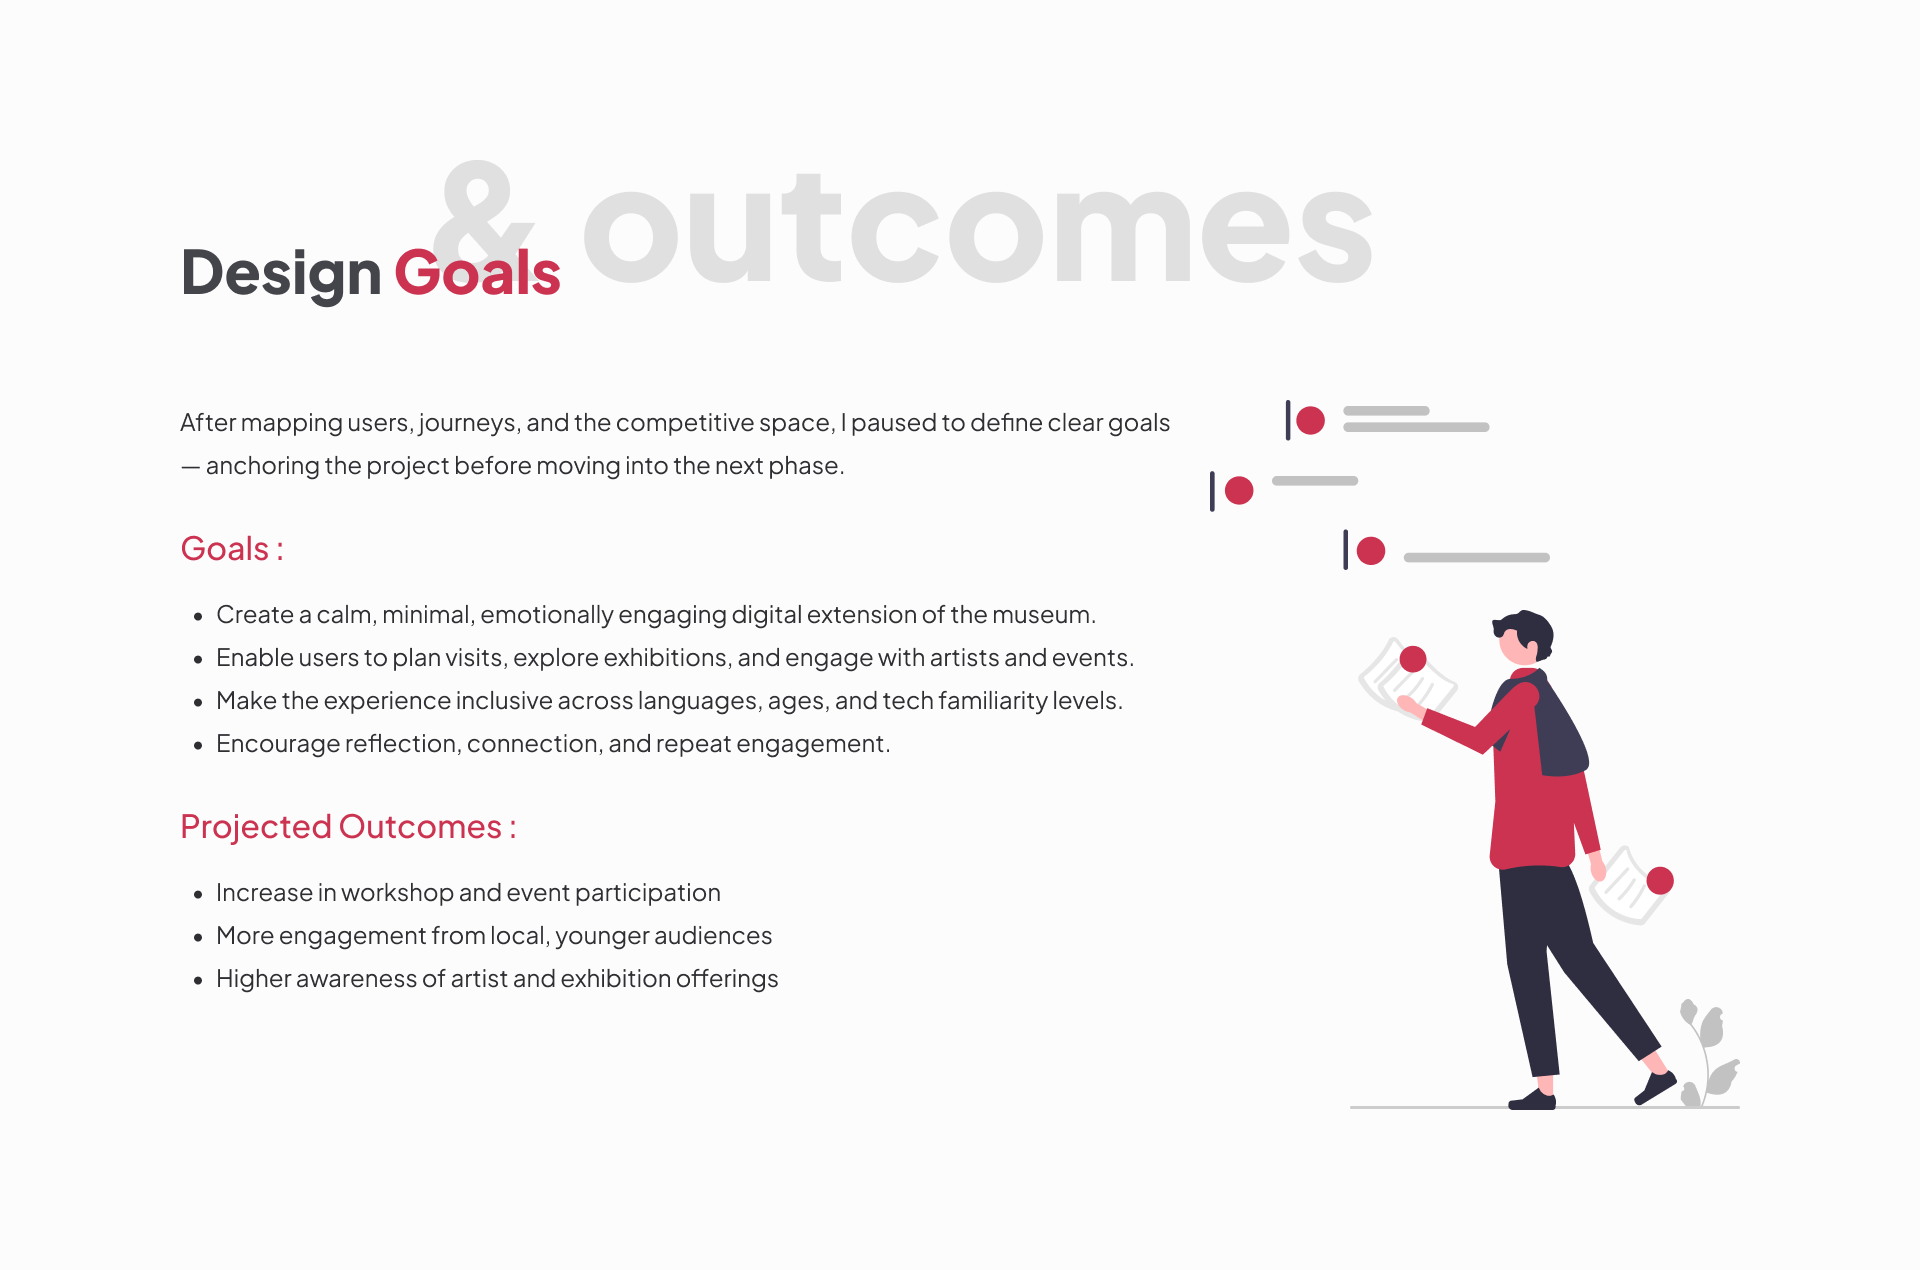 & outcomes
Design Goals
After mapping users, journeys, and the competitive space, I paused to define clear goals
— anchoring the project before moving into the next phase.
Goals :
• Create a calm, minimal, emotionally engaging digital extension of the museum.
• Enable users to plan visits, explore exhibitions, and engage with artists and events.
• Make the experience inclusive across languages, ages, and tech familiarity levels.
• Encourage reflection, connection, and repeat engagement.
Projected Outcomes :
• Increase in workshop and event participation
• More engagement from local, younger audiences
• Higher awareness of artist and exhibition offerings